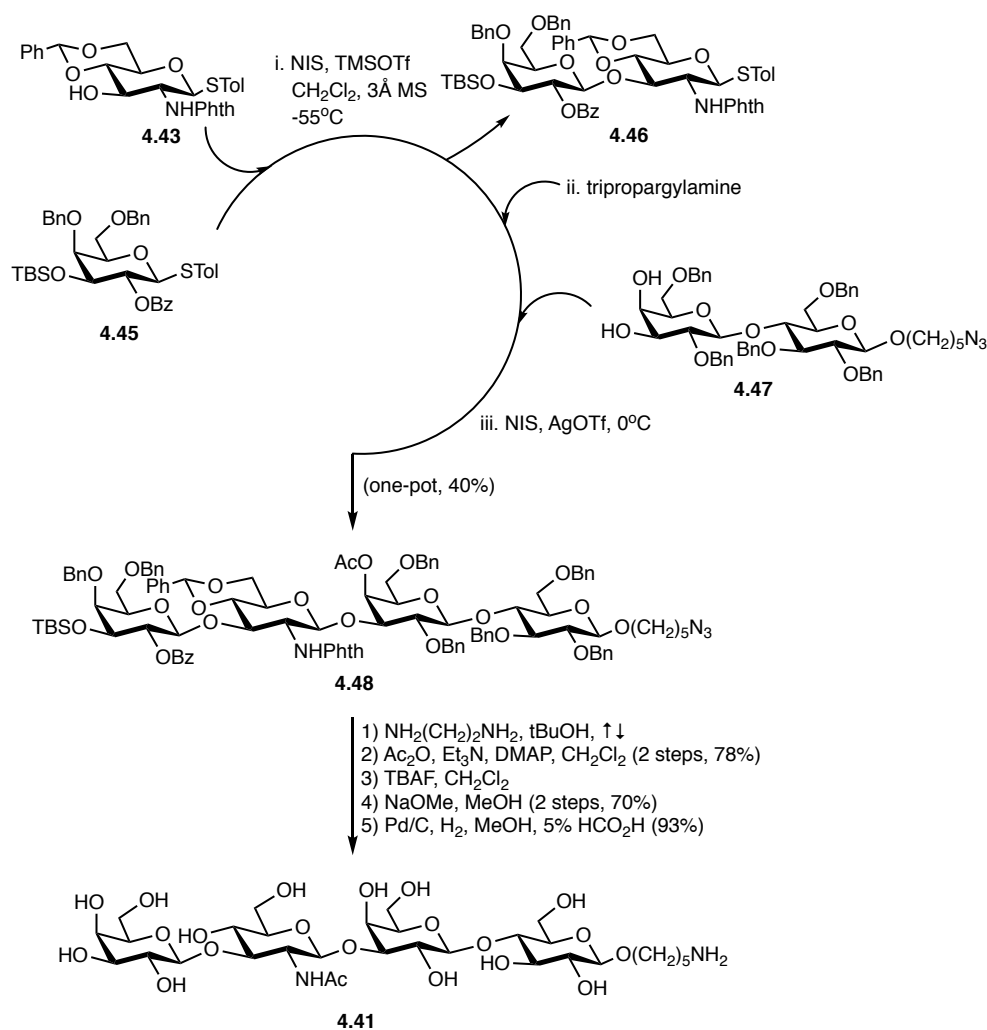 Ph
O
O
O
HO
STol
NHPhth
4.43
i. NIS, TMSOTf
CH2Cl2, 3Å MS
-55°C
BnO
OBn
Ph
O
O
O
O
O
STol
TBSO
OBz
NHPhth
4.46
ii. tripropargylamine
BnO
OBn
O
STol
TBSO
OBz
4.45
OH
OBn
O
HO
OBn
O
OBn
O
BnO
O(CH2)5N3
OBn
4.47
iii. NIS, AgOTf, 0°C
(one-pot, 40%)
BnO
OBn
Ph
O
O
O
O
O
O
TBSO
OBz
NHPhth
AcO
OBn
O
OBn
O
OBn
O
BnO
O(CH2)5N3
OBn
4.48
1) NH2(CH2)2NH2, tBuOH, ↑↓
2) Ac2O, Et3N, DMAP, CH2Cl2 (2 steps, 78%)
3) TBAF, CH2Cl2
4) NaOMe, MeOH (2 steps, 70%)
5) Pd/C, H2, MeOH, 5% HCO2H (93%)
OH
OH
O
HO
OH
O
OH
HO
O
NHAc
O
OH
OH
O
OH
O
OH
O
HO
O(CH2)5NH2
OH
4.41